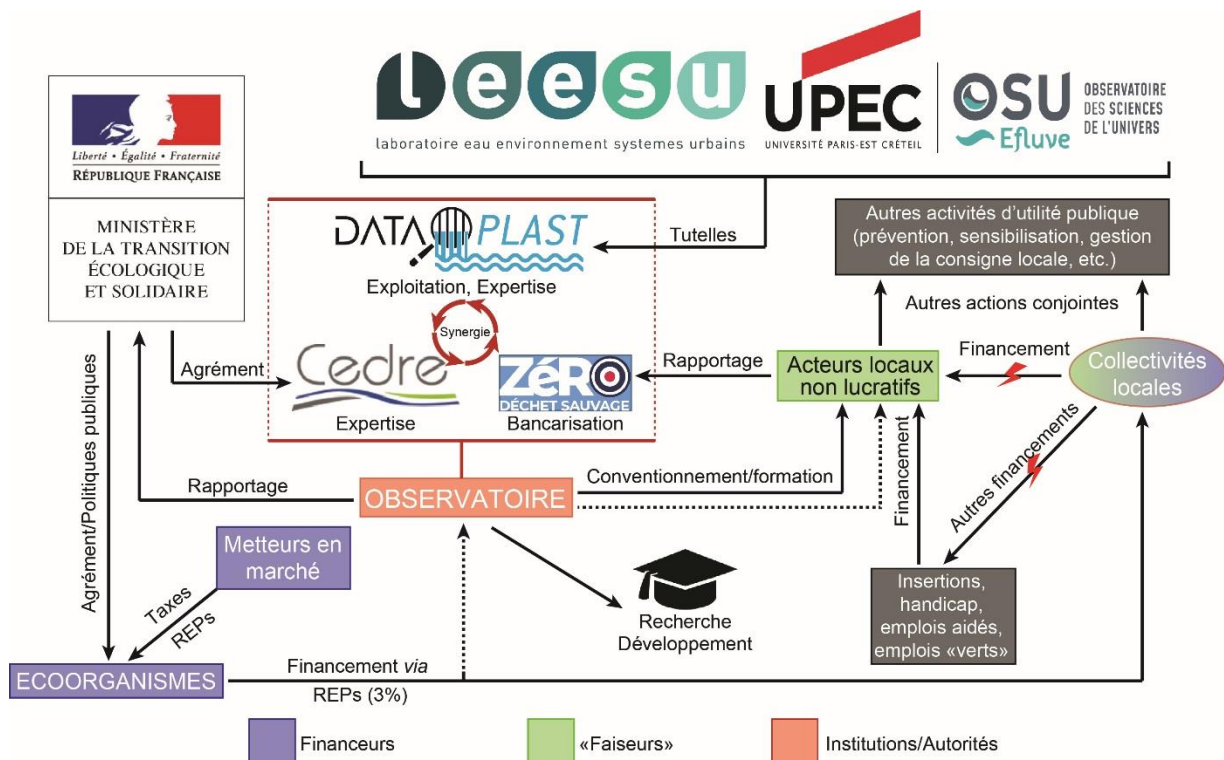 leesu
laboratoire eau environnement systemes urbains
UPEC
UNIVERSITÉ PARIS-EST CRÉTEIL
OSU
Efluve
OBSERVATOIRE
DES SCIENCES
DE L'UNIVERS
Liberté • Égalité • Fraternité
RÉPUBLIQUE FRANÇAISE
MINISTÈRE
DE LA TRANSITION
ÉCOLOGIQUE
ET SOLIDAIRE
DATA PLAST
Exploitation, Expertise
Tutelles
Autres activités d'utilité publique
(prévention, sensibilisation, gestion
de la consigne locale, etc.)
Autres actions conjointes
Synergie
Agrément
Cedre
Expertise
ZéRO
DÉCHET SAUVAGE
Bancarisation
Rapportage
Acteurs locaux
non lucratifs
Financement
Collectivités
locales
Agrément/Politiques publiques
Rapportage
OBSERVATOIRE
Conventionnement/formation
Financement
Autres financements
Metteurs en
marché
Taxes
REPs
Recherche
Développement
Insertions,
handicap,
emplois aidés,
emplois «verts»
ECOORGANISMES
Financement via
REPs (3%)
Financeurs
«Faiseurs»
Institutions/Autorités